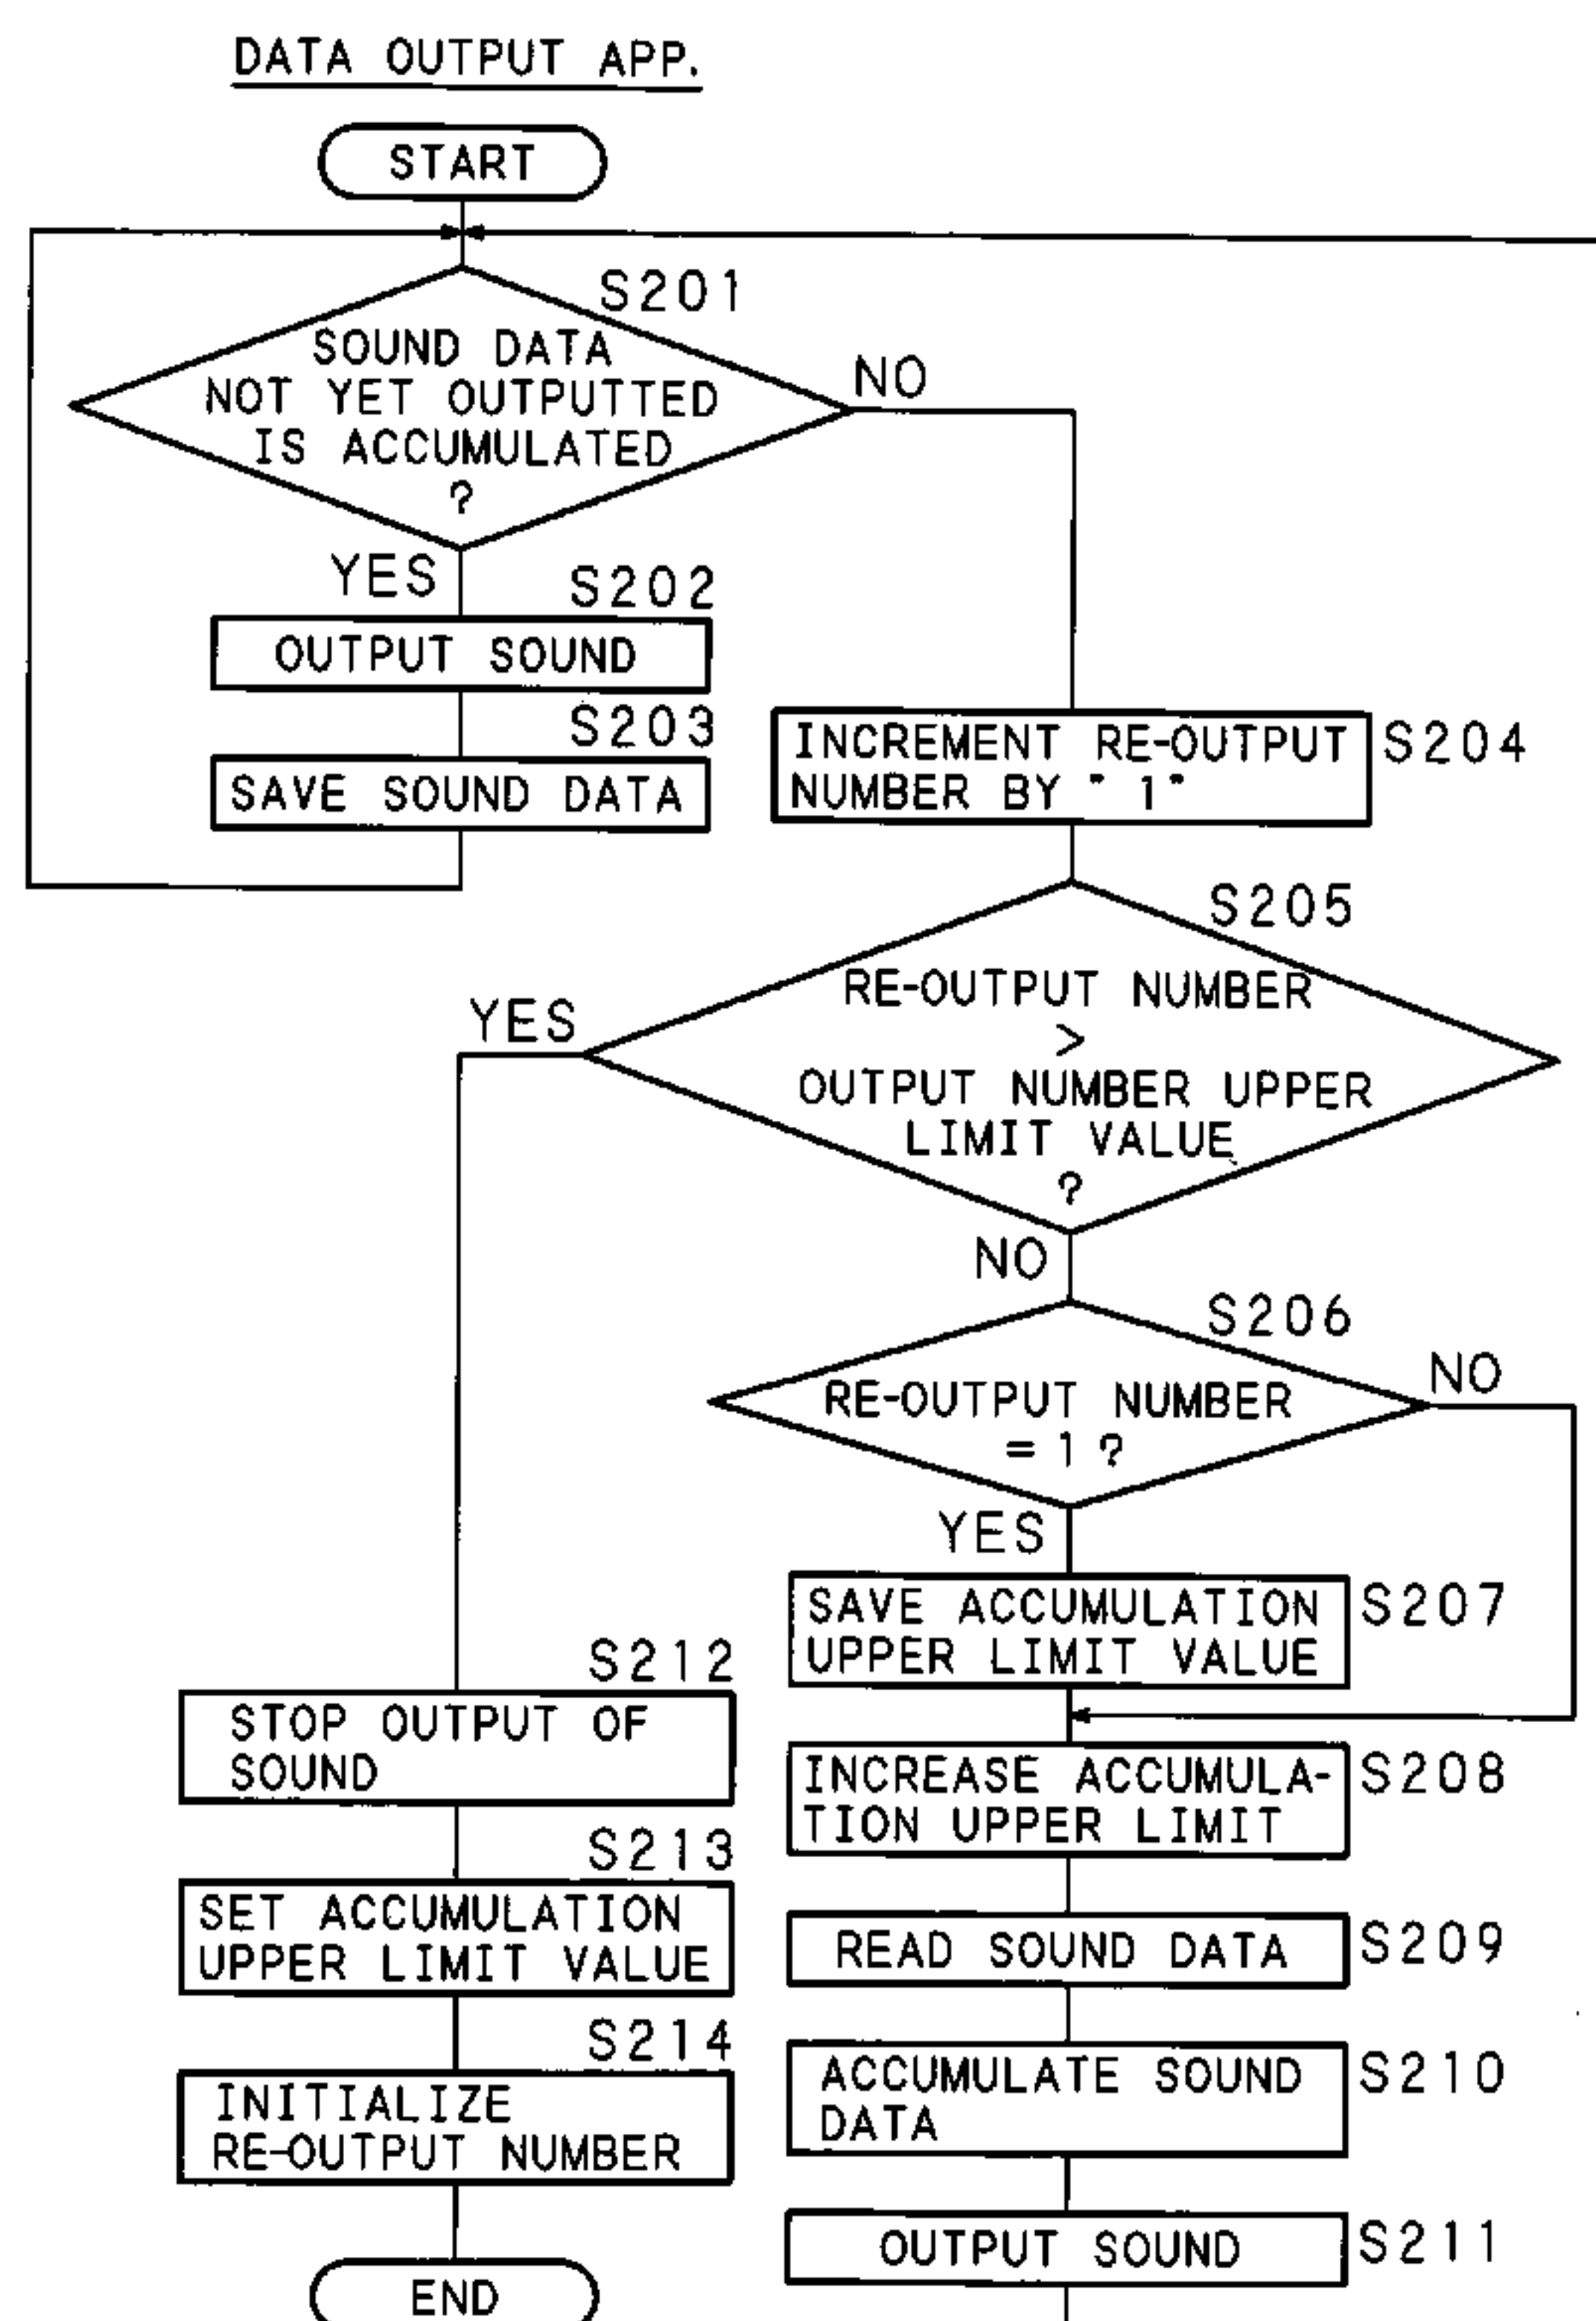 DATA OUTPUT APP.
START
S201
SOUND DATA
NOT YET OUTPUTTED
IS ACCUMULATED
?
NO
YES
S202
OUTPUT SOUND
S203
SAVE SOUND DATA
INCREMENT RE-OUTPUT
NUMBER BY " 1"
S204
S205
RE-OUTPUT NUMBER
>
OUTPUT NUMBER UPPER
LIMIT VALUE
?
YES
NO
S206
RE-OUTPUT NUMBER
= 1 ?
NO
YES
SAVE ACCUMULATION
UPPER LIMIT VALUE
S207
INCREASE ACCUMULA-
TION UPPER LIMIT
S208
READ SOUND DATA
S209
ACCUMULATE SOUND
DATA
S210
OUTPUT SOUND
S211
S212
STOP OUTPUT OF
SOUND
S213
SET ACCUMULATION
UPPER LIMIT VALUE
S214
INITIALIZE
RE-OUTPUT NUMBER
END